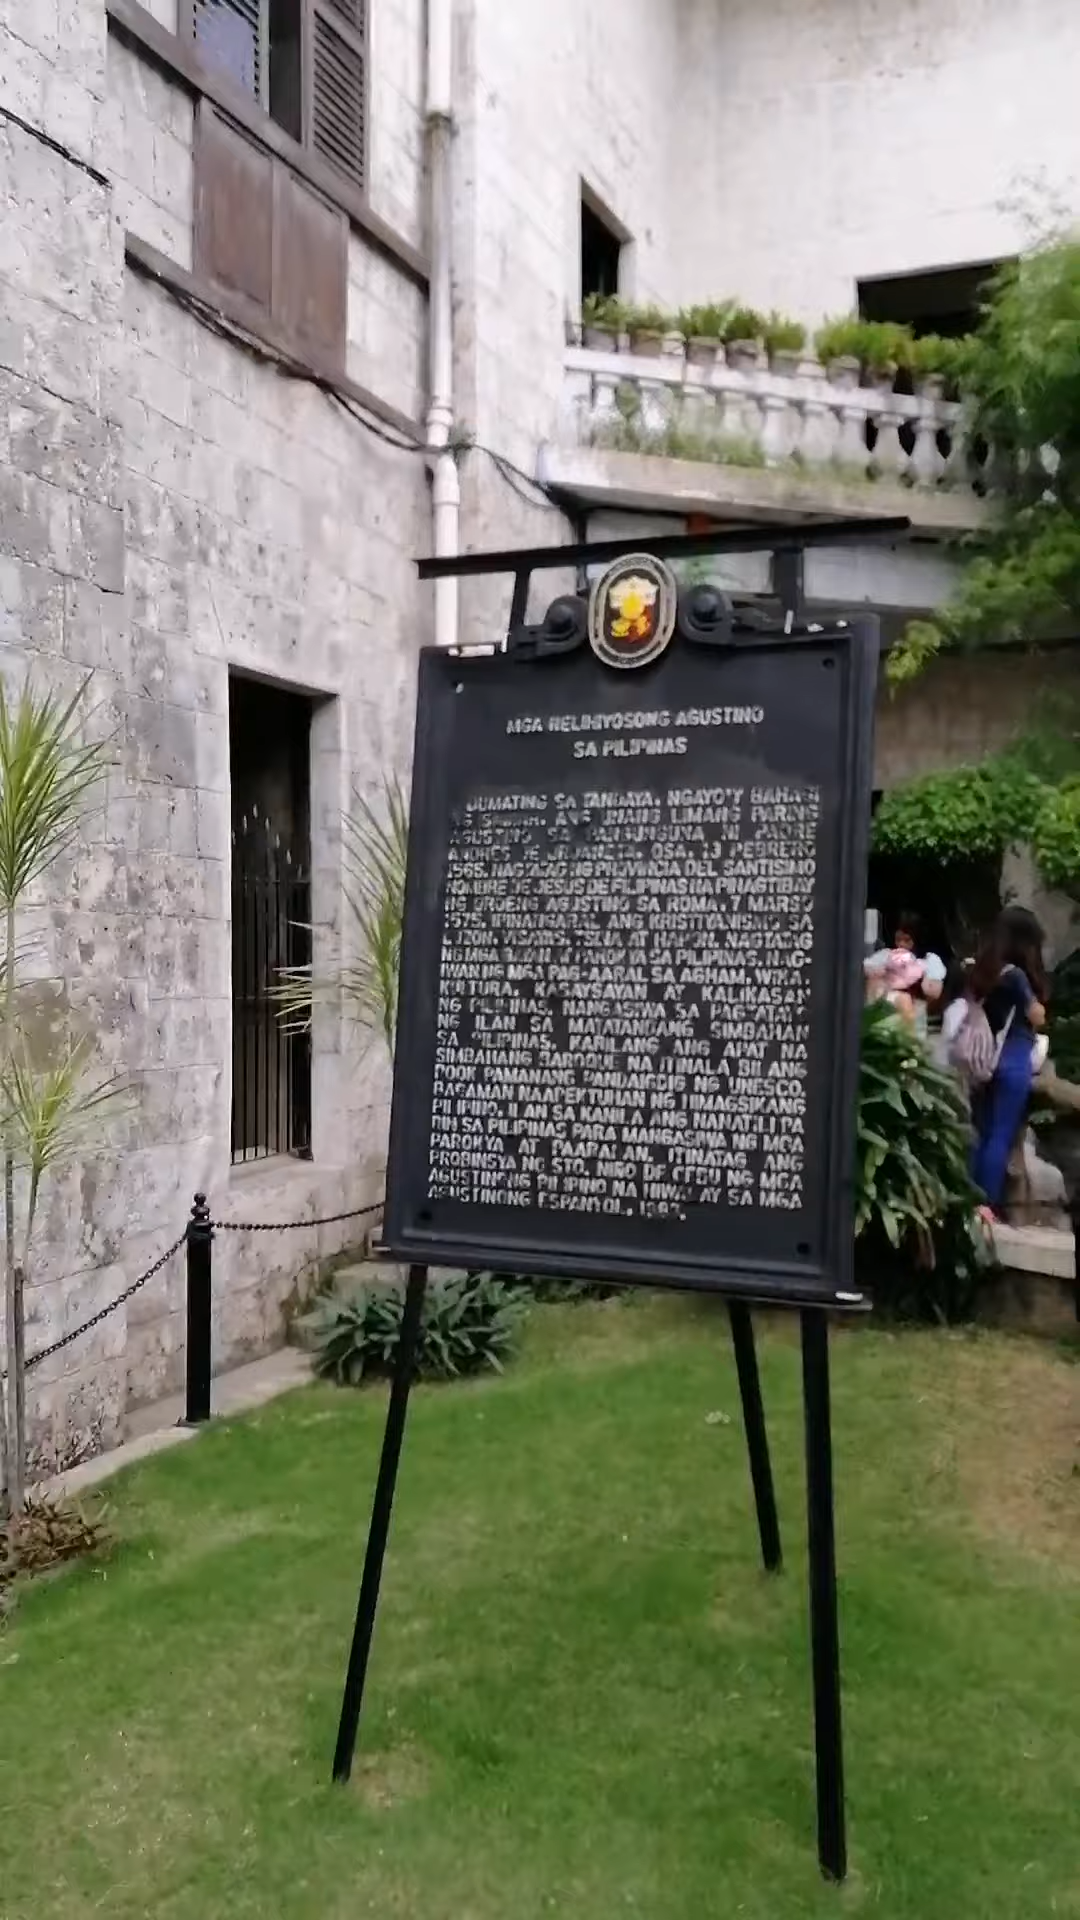 MGA RELIHIYOSONG AGUSTINO
SA PILIPINAS
DUMATING SA TANDAYA, NGAYO'Y BAHAGI
NG SAMAR, ANG UNANG LIMANG PARING
AGUSTINO SA PANGUNGUNA NI PADRE
ANDRES DE URDANETA, OSA, 13 PEBRERO
1565. NAGTATAG NG PROVINCIA DEL SANTISIMO
NOMBRE DE JESUS DE FILIPINAS NA PINAGTIBAY
NG ORDENG AGUSTINO SA ROMA, 7 MARSO
1575. IPINANGARAL ANG KRISTIYANISMO SA
LUZON, VISAYAS, TSINA AT HAPON. NAGTATAG
NG MGA BAYAN AT PAROKYA SA PILIPINAS. NAG-
IWAN NG MGA PAG-AARAL SA AGHAM, WIKA,
KULTURA, KASAYSAYAN AT KALIKASAN
NG PILIPINAS. NANGASIWA SA PAGTATAYO
NG ILAN SA MATATANDANG SIMBAHAN
SA PILIPINAS, KABILANG ANG APAT NA
SIMBAHANG BAROQUE NA ITINALA BILANG
POOK PAMANANG PANDAIGDIG NG UNESCO.
BAGAMAN NAAPEKTUHAN NG HIMAGSIKANG
PILIPINO, ILAN SA KANILA ANG NANATILI PA
RIN SA PILIPINAS PARA MANGASIWA NG MGA
PAROKYA AT PAARALAN. ITINATAG ANG
PROBINSYA NG STO. NIÑO DE CEBU NG MGA
AGUSTINONG PILIPINO NA HIWALAY SA MGA
AGUSTINONG ESPANYOL, 1983.